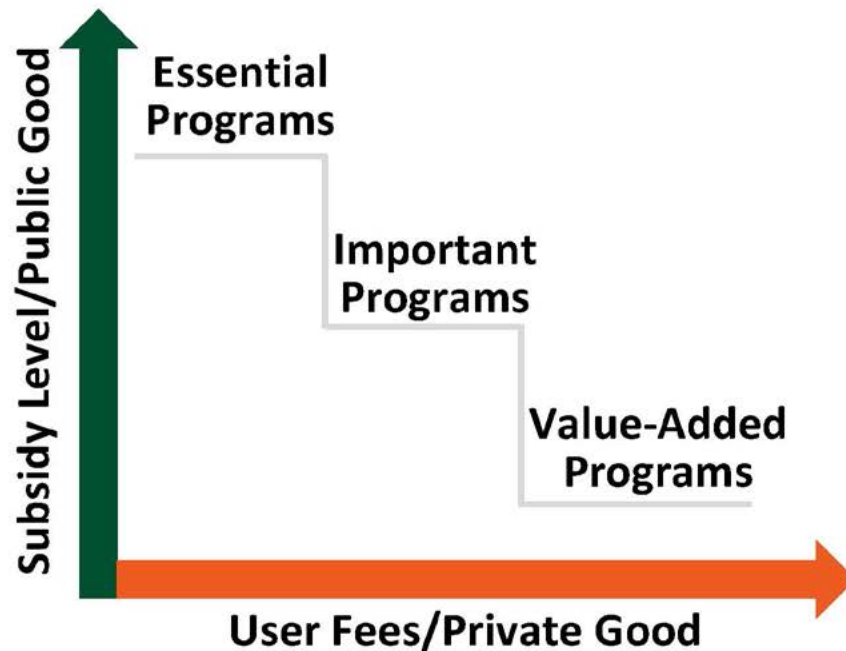 Subsidy Level/Public Good
Essential
Programs
Important
Programs
Value-Added
Programs
User Fees/Private Good